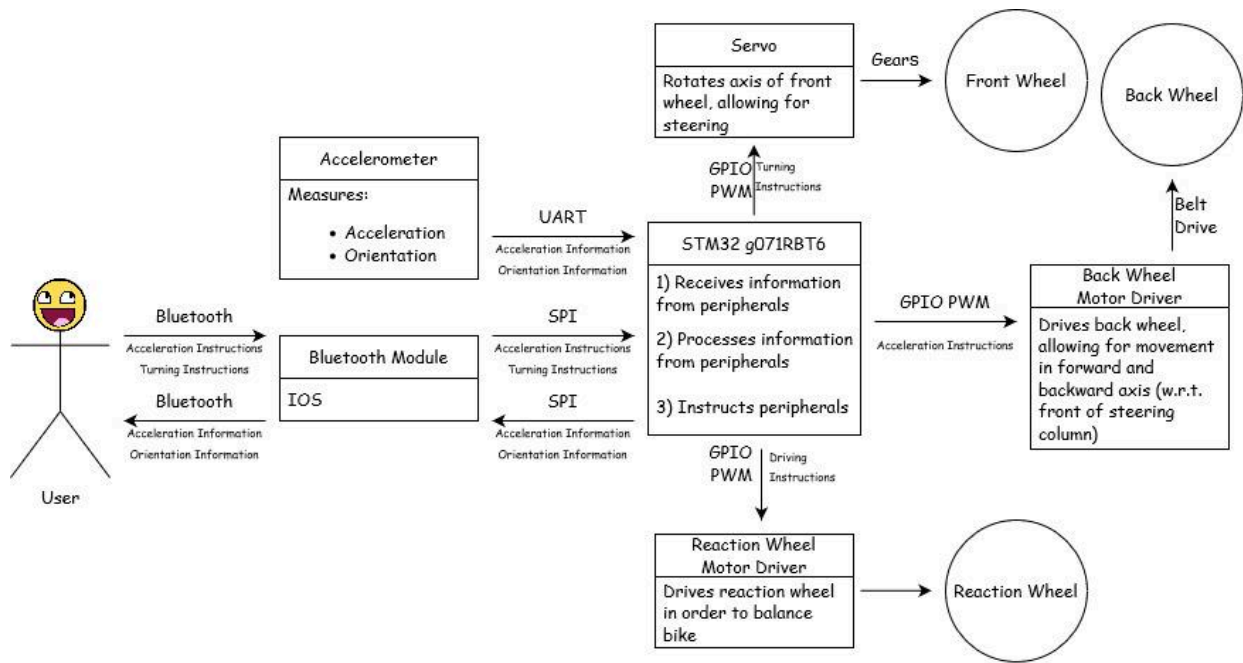 Servo
Rotates axis of front
wheel, allowing for
steering
Gears
Front Wheel
Back Wheel
Accelerometer
Measures:
• Acceleration
• Orientation
UART
Acceleration Information
Orientation Information
GPIO
PWM
Turning
Instructions
STM32 g071RBT6
1) Receives information
from peripherals
2) Processes information
from peripherals
3) Instructs peripherals
Belt
Drive
GPIO PWM
Acceleration Instructions
Back Wheel
Motor Driver
Drives back wheel,
allowing for movement
in forward and
backward axis (w.r.t.
front of steering
column)
Bluetooth
Acceleration Instructions
Turning Instructions
Bluetooth
Acceleration Information
Orientation Information
User
Bluetooth Module
IOS
SPI
Acceleration Instructions
Turning Instructions
SPI
Acceleration Information
Orientation Information
GPIO
PWM
Driving
Instructions
Reaction Wheel
Motor Driver
Drives reaction wheel
in order to balance
bike
Reaction Wheel